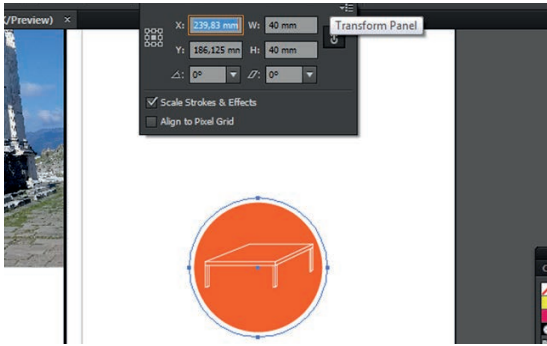 X/Preview) ×
Transform Panel
X: 239,83 mm W: 40 mm
Y: 186,125 mm H: 40 mm
0° 0°
Scale Strokes & Effects
Align to Pixel Grid